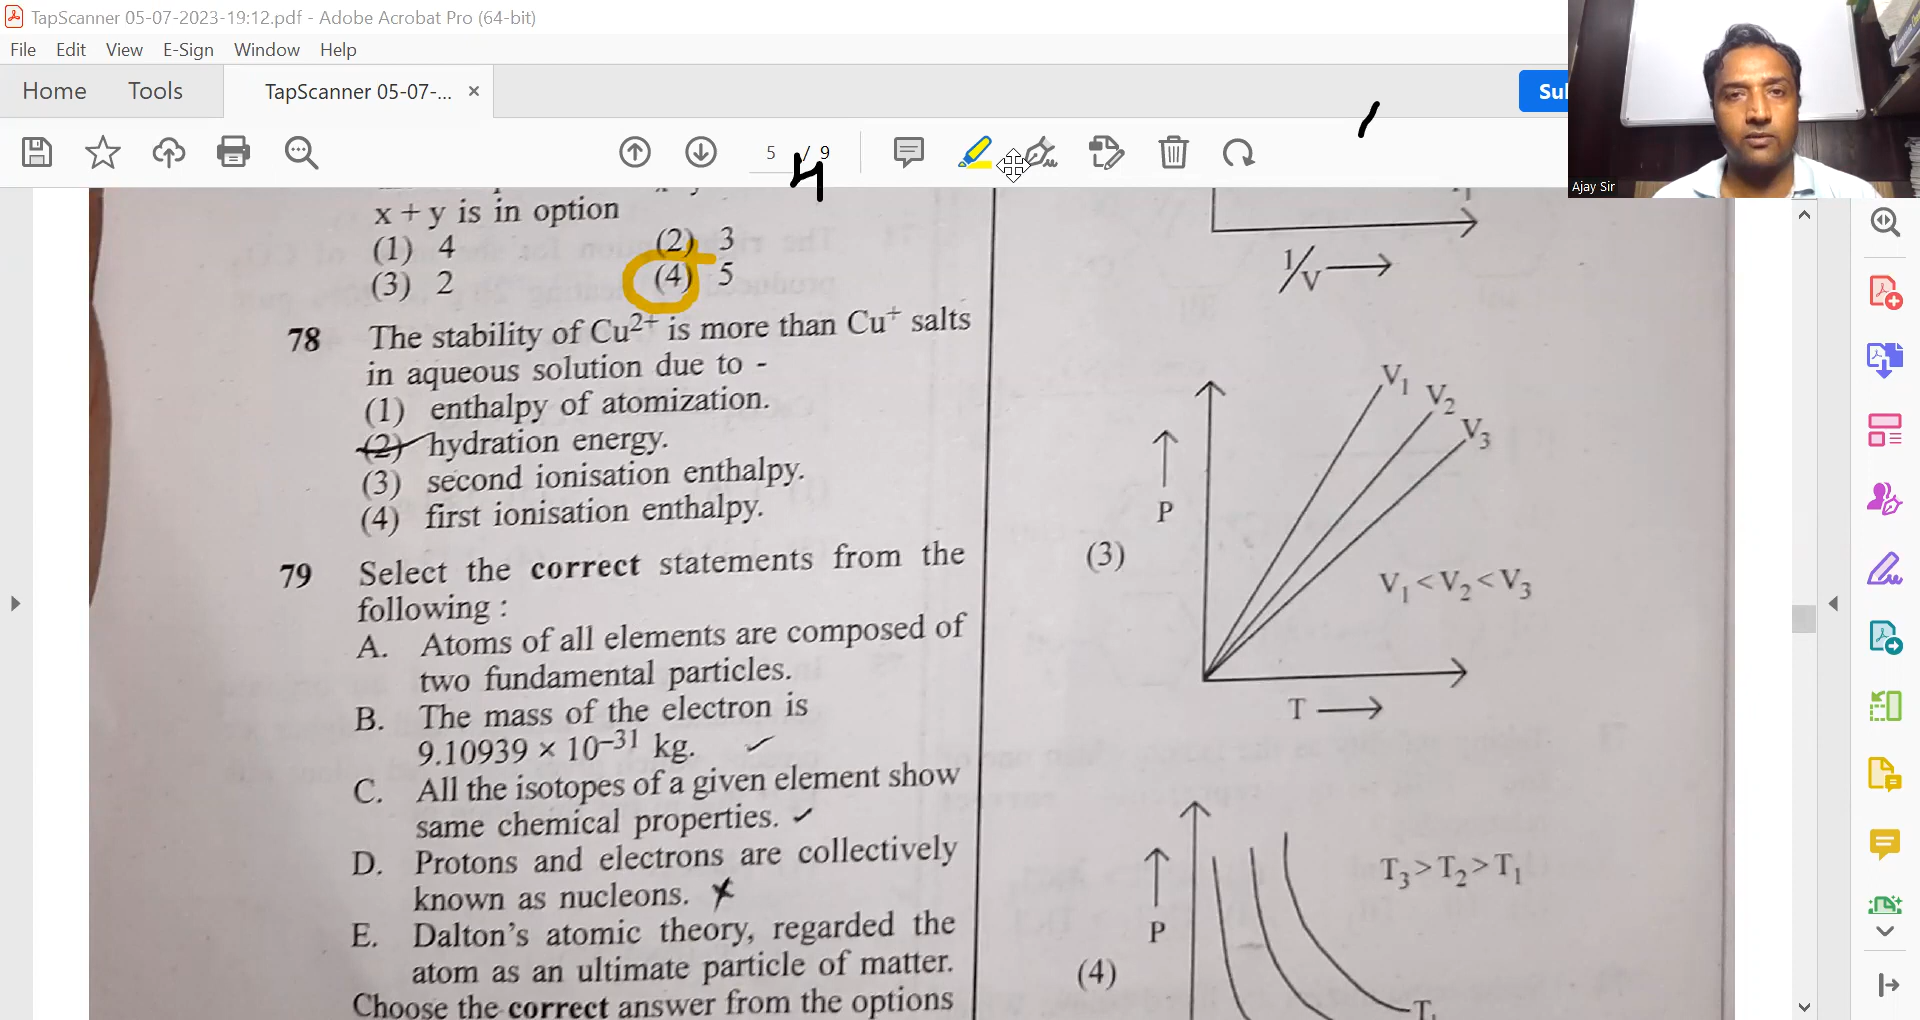 TapScanner 05-07-2023-19:12.pdf - Adobe Acrobat Pro (64-bit)
File Edit View E-Sign Window Help
Home Tools TapScanner 05-07-... ×
5 / 9
4
Ajay Sir
x + y is in option
(1) 4 (2) 3
(3) 2 (4) 5
78 The stability of Cu²⁺ is more than Cu⁺ salts
in aqueous solution due to -
(1) enthalpy of atomization.
(2) hydration energy.
(3) second ionisation enthalpy.
(4) first ionisation enthalpy.
79 Select the correct statements from the
following :
A. Atoms of all elements are composed of
two fundamental particles.
B. The mass of the electron is
9.10939 × 10⁻³¹ kg.
C. All the isotopes of a given element show
same chemical properties.
D. Protons and electrons are collectively
known as nucleons.
E. Dalton's atomic theory, regarded the
atom as an ultimate particle of matter.
Choose the correct answer from the options
1/V
V₁
V₂
V₃
P
(3)
V₁ < V₂ < V₃
T
T₃ > T₂ > T₁
P
(4)